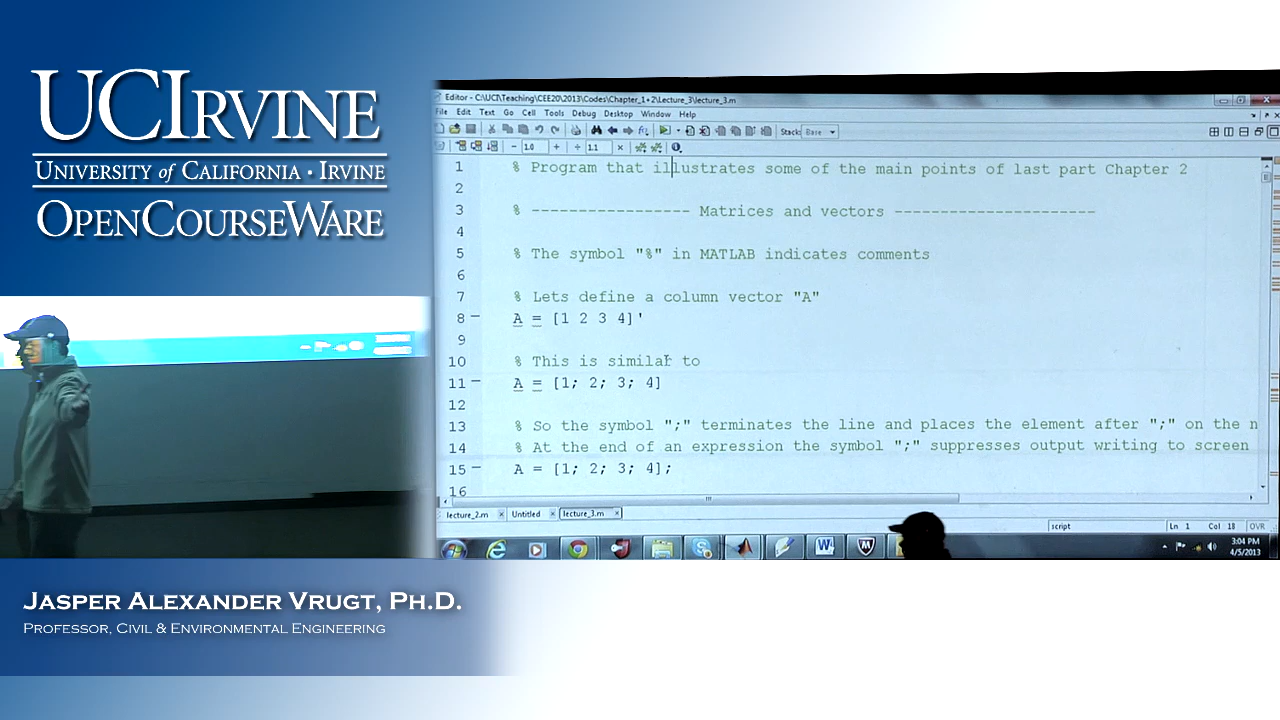 UCIRVINE
UNIVERSITY of CALIFORNIA · IRVINE
OPENCOURSEWARE
Editor - C:\UCI\Teaching\CEE20\2013\Codes\Chapter_1+2\Lecture_3\lecture_3.m
File Edit Text Go Cell Tools Debug Desktop Window Help
Stack: Base
1.0 1.1
1 % Program that illustrates some of the main points of last part Chapter 2
2
3 % ----------------- Matrices and vectors ----------------------
4
5 % The symbol "%" in MATLAB indicates comments
6
7 % Lets define a column vector "A"
8 A = [1 2 3 4]'
9
10 % This is similar to
11 A = [1; 2; 3; 4]
12
13 % So the symbol ";" terminates the line and places the element after ";" on the n
14 % At the end of an expression the symbol ";" suppresses output writing to screen
15 A = [1; 2; 3; 4];
16
lecture_2.m Untitled lecture_3.m
script Ln 1 Col 18 OVR
3:04 PM
4/5/2013
JASPER ALEXANDER VRUGT, PH.D.
PROFESSOR, CIVIL & ENVIRONMENTAL ENGINEERING